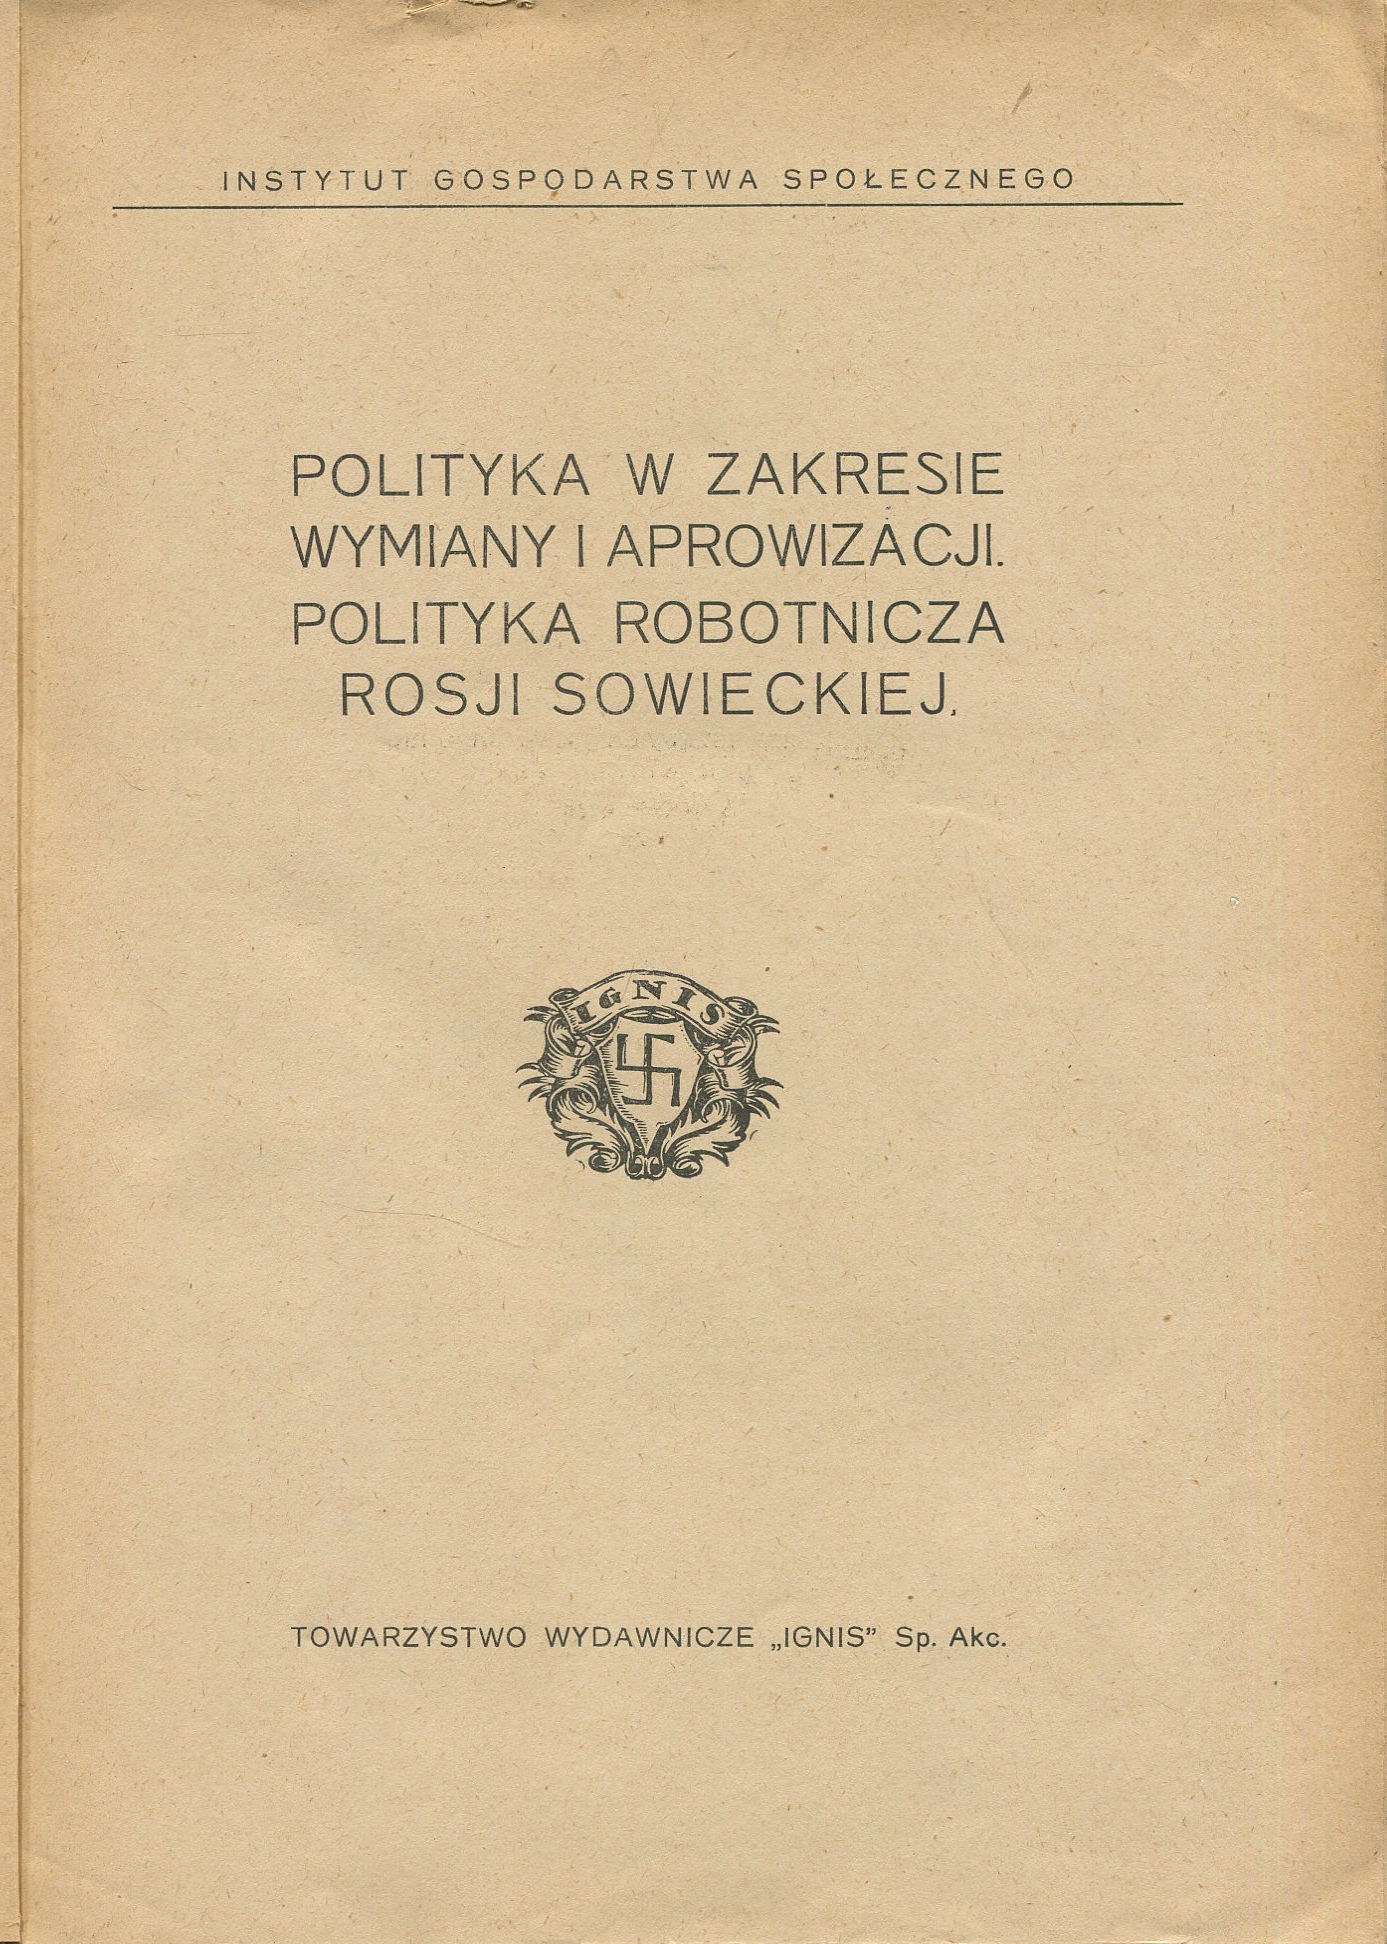 INSTYTUT GOSPODARSTWA SPOŁECZNEGO
POLITYKA W ZAKRESIE
WYMIANY I APROWIZACJI.
POLITYKA ROBOTNICZA
ROSJI SOWIECKIEJ.
IGNIS
TOWARZYSTWO WYDAWNICZE „IGNIS” Sp. Akc.